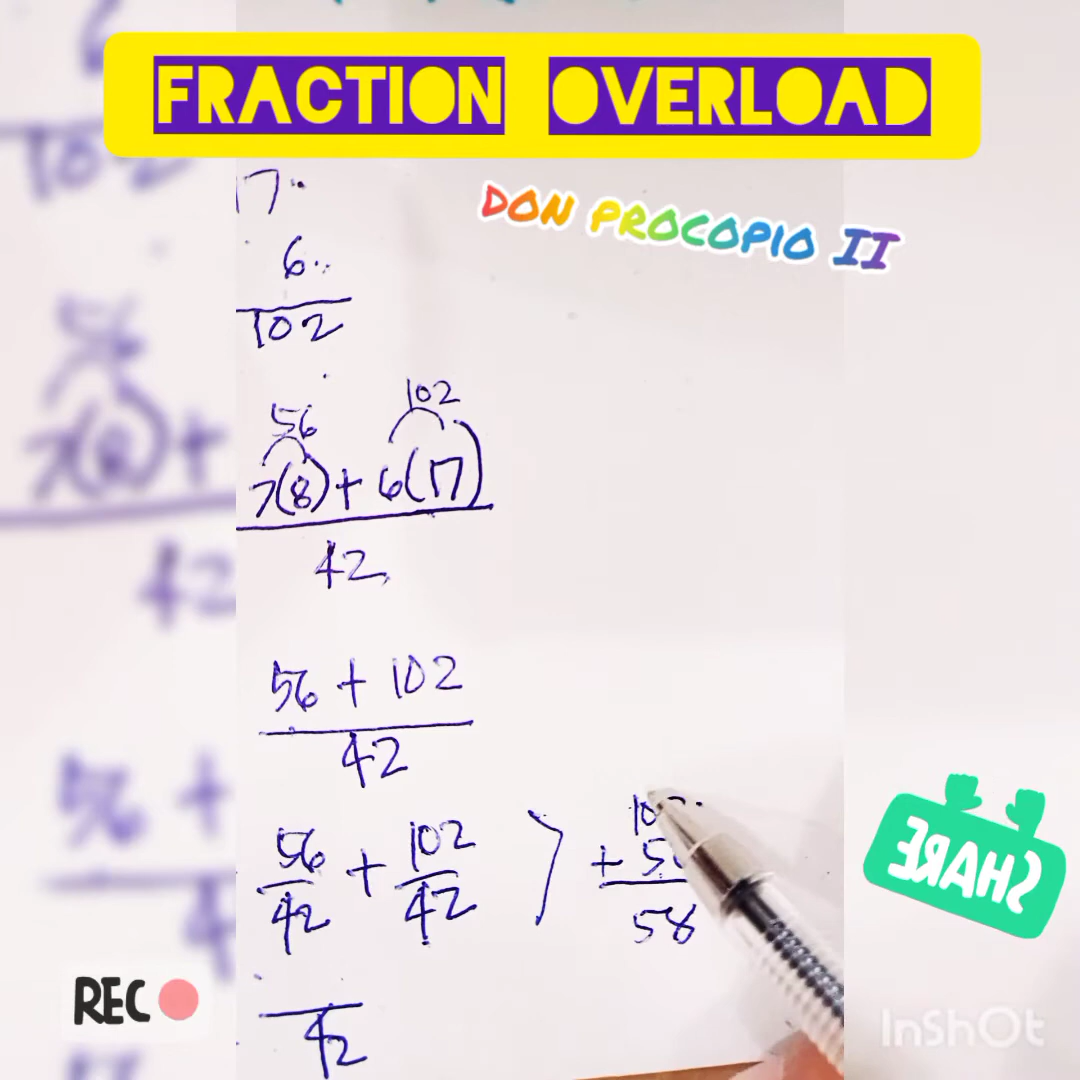 FRACTION OVERLOAD
DON PROCOPIO II
17
6
102
56 102
7(8) + 6(17)
42
56 + 102
42
56 + 102
42 42
+
58
42
SHARE
REC
InShOt